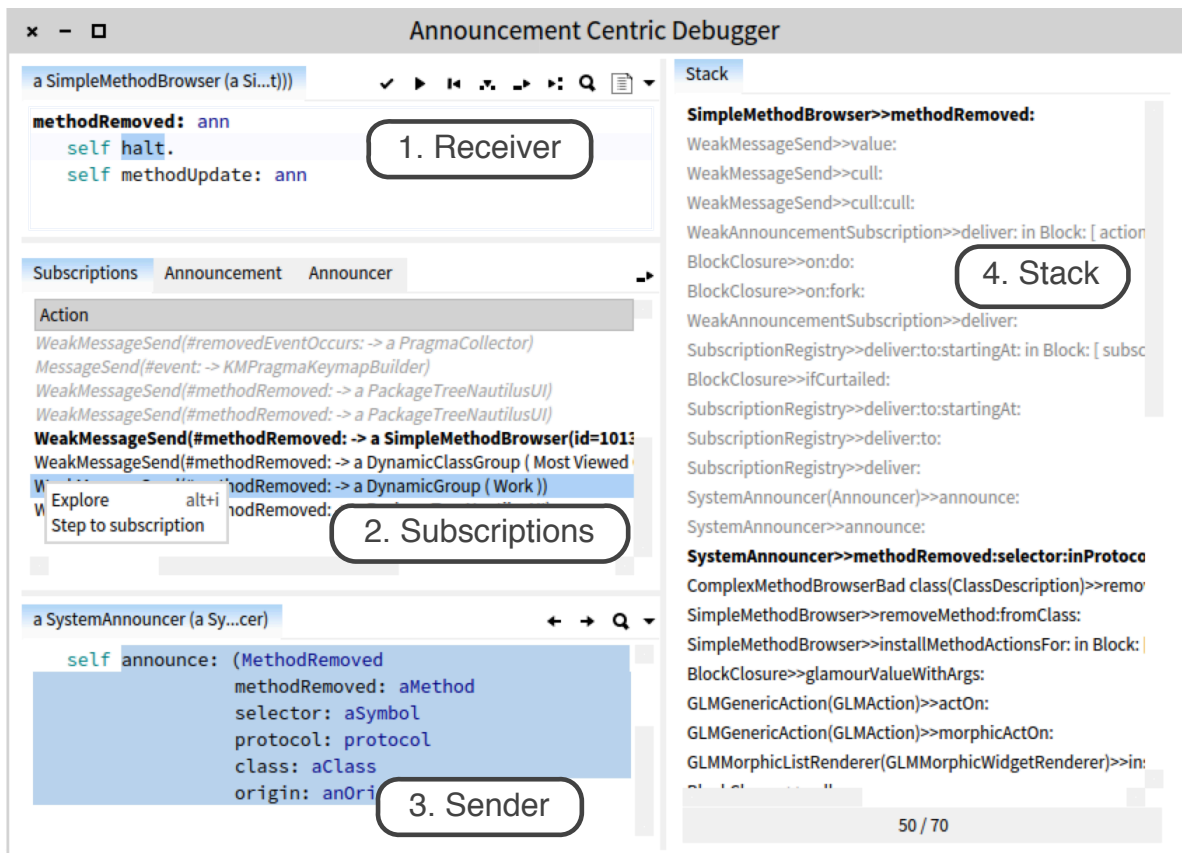 Announcement Centric Debugger
a SimpleMethodBrowser (a Si...t)))
methodRemoved: ann
self halt.
self methodUpdate: ann
1. Receiver
Subscriptions Announcement Announcer
Action
WeakMessageSend(#removedEventOccurs: -> a PragmaCollector)
MessageSend(#event: -> KMPragmaKeymapBuilder)
WeakMessageSend(#methodRemoved: -> a PackageTreeNautilusUI)
WeakMessageSend(#methodRemoved: -> a PackageTreeNautilusUI)
WeakMessageSend(#methodRemoved: -> a SimpleMethodBrowser(id=1013
WeakMessageSend(#methodRemoved: -> a DynamicClassGroup ( Most Viewed
nodRemoved: -> a DynamicGroup ( Work ))
nodRemoved:
Explore alt+i
Step to subscription
2. Subscriptions
a SystemAnnouncer (a Sy...cer)
self announce: (MethodRemoved
methodRemoved: aMethod
selector: aSymbol
protocol: protocol
class: aClass
origin: anOri
3. Sender
Stack
SimpleMethodBrowser>>methodRemoved:
WeakMessageSend>>value:
WeakMessageSend>>cull:
WeakMessageSend>>cull:cull:
WeakAnnouncementSubscription>>deliver: in Block: [ action
BlockClosure>>on:do:
BlockClosure>>on:fork:
WeakAnnouncementSubscription>>deliver:
SubscriptionRegistry>>deliver:to:startingAt: in Block: [ subsc
BlockClosure>>ifCurtailed:
SubscriptionRegistry>>deliver:to:startingAt:
SubscriptionRegistry>>deliver:to:
SubscriptionRegistry>>deliver:
SystemAnnouncer(Announcer)>>announce:
SystemAnnouncer>>announce:
SystemAnnouncer>>methodRemoved:selector:inProtoco
ComplexMethodBrowserBad class(ClassDescription)>>remo
SimpleMethodBrowser>>removeMethod:fromClass:
SimpleMethodBrowser>>installMethodActionsFor: in Block: [
BlockClosure>>glamourValueWithArgs:
GLMGenericAction(GLMAction)>>actOn:
GLMGenericAction(GLMAction)>>morphicActOn:
GLMMorphicListRenderer(GLMMorphicWidgetRenderer)>>ins
4. Stack
50 / 70